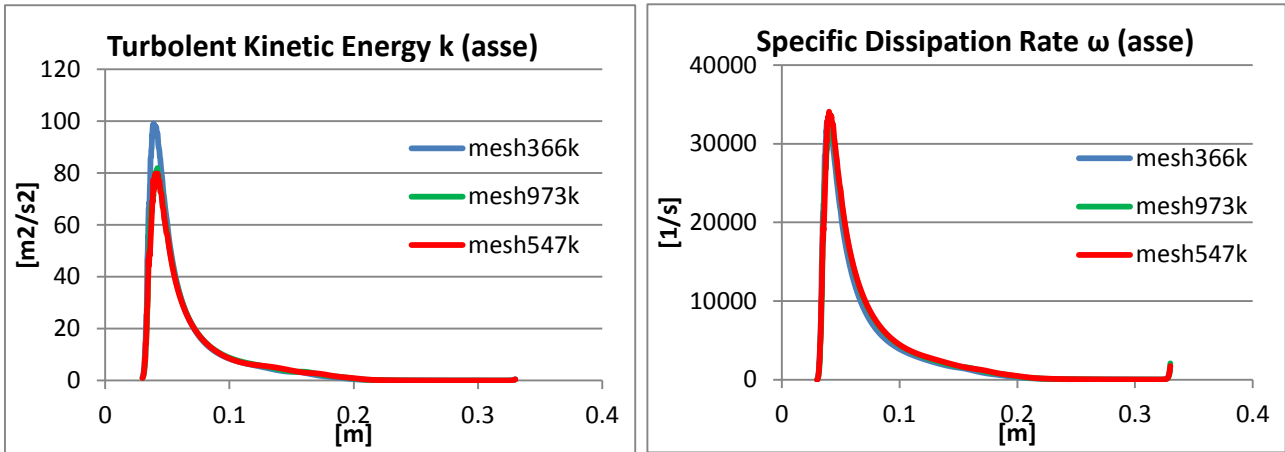 Turbolent Kinetic Energy k (asse)
120
100
80
60
40
20
0
[m2/s2]
mesh366k
mesh973k
mesh547k
0 0.1 0.2 0.3 0.4
[m]
Specific Dissipation Rate ω (asse)
40000
30000
20000
10000
0
[1/s]
mesh366k
mesh973k
mesh547k
0 0.1 0.2 0.3 0.4
[m]